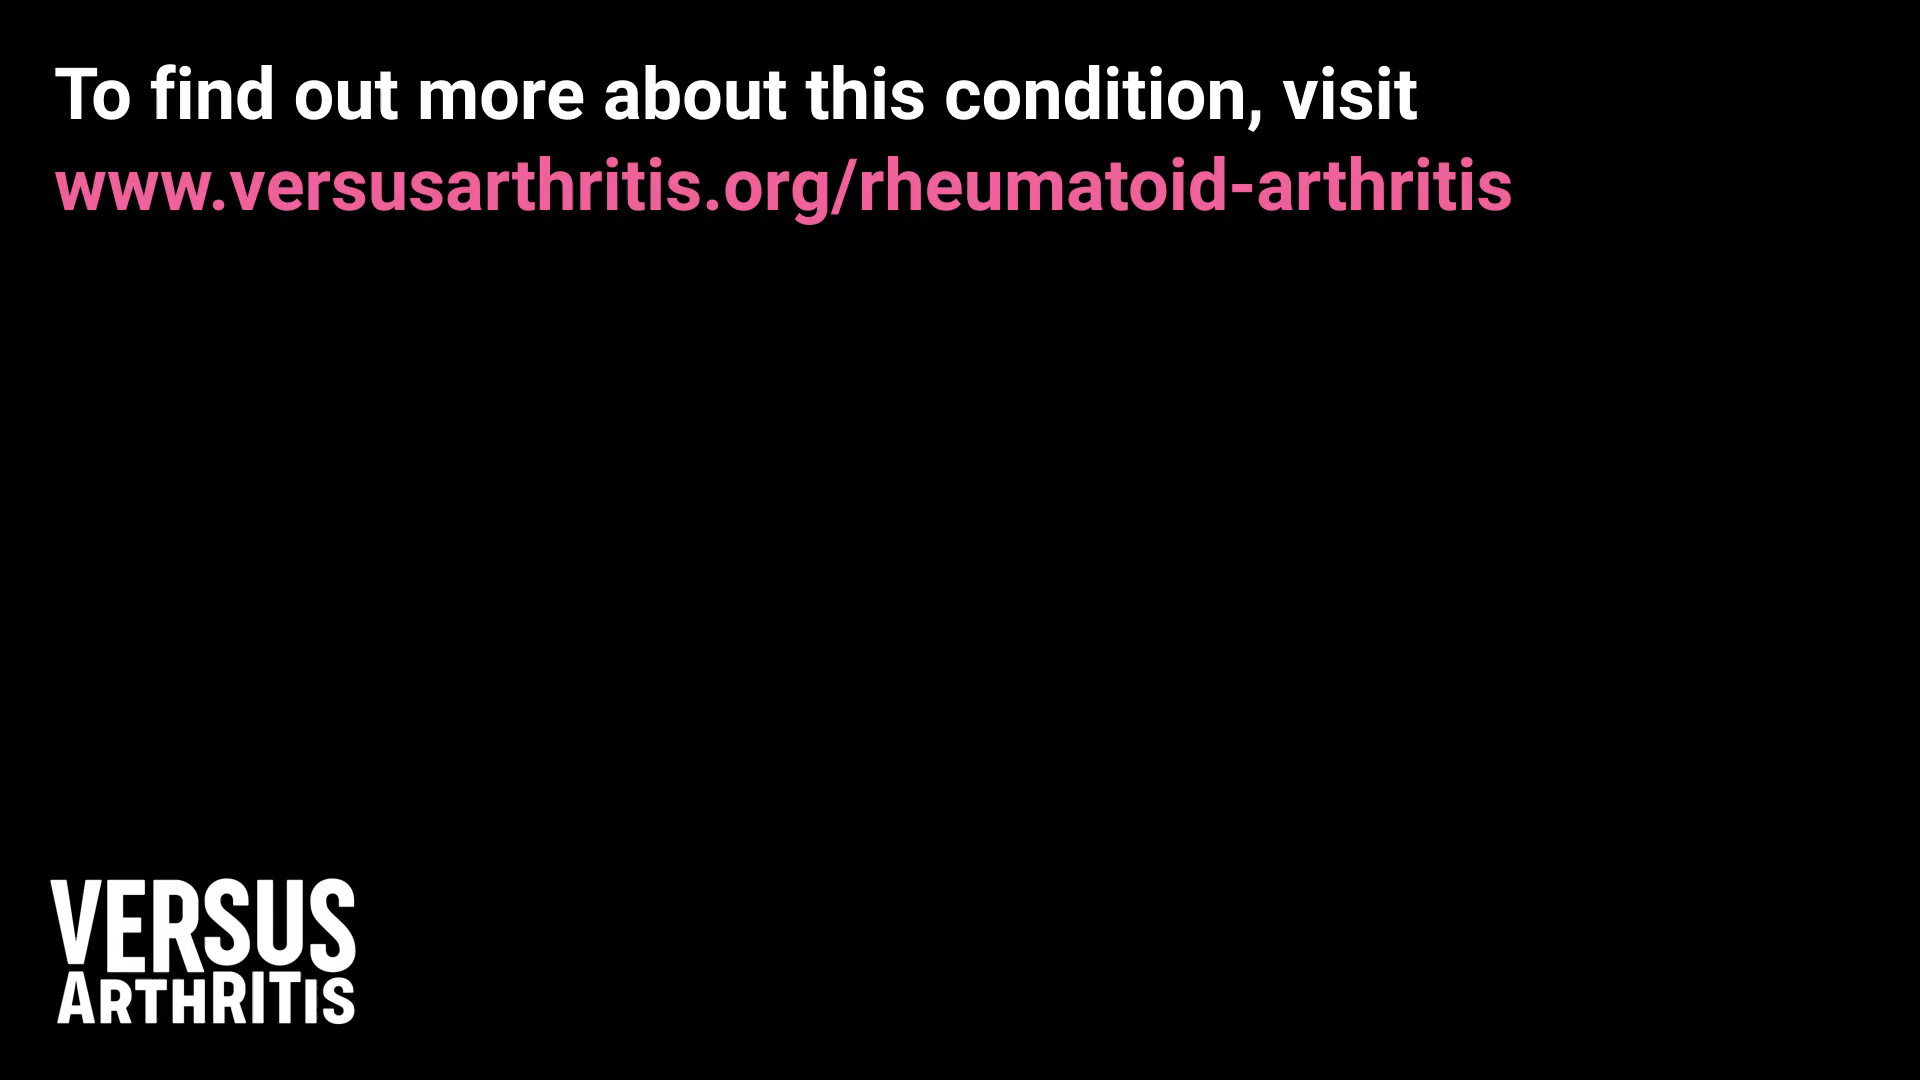 To find out more about this condition, visit
www.versusarthritis.org/rheumatoid-arthritis
VERSUS
ARTHRITIS